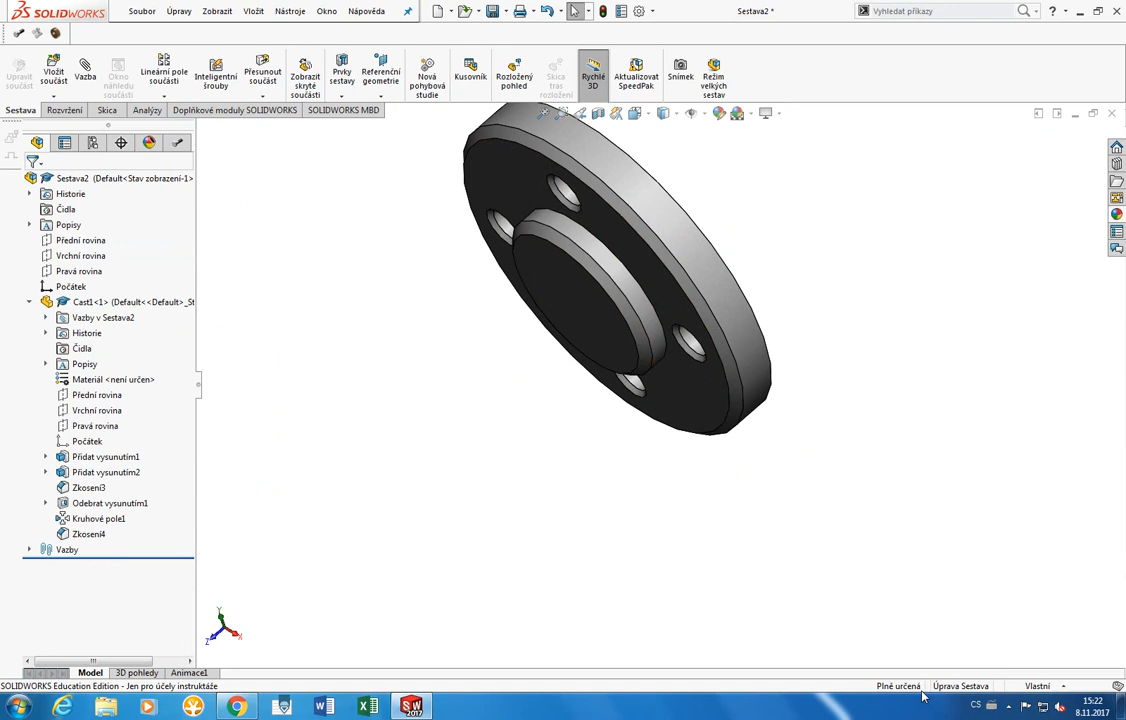 SOLIDWORKS
Soubor Úpravy Zobrazit Vložit Nástroje Okno Nápověda
Sestava2 *
Vyhledat příkazy
Upravit součást
Vložit součást
Vazba
Okno náhledu součásti
Lineární pole součásti
Inteligentní šrouby
Přesunout součást
Zobrazit skryté součásti
Prvky sestavy
Referenční geometrie
Nová pohybová studie
Kusovník
Rozložený pohled
Skica tras rozložení
Rychlé 3D
Aktualizovat SpeedPak
Snímek
Režim velkých sestav
Sestava Rozvržení Skica Analýzy Doplňkové moduly SOLIDWORKS SOLIDWORKS MBD
Sestava2 (Default<Stav zobrazení-1>
Historie
Čidla
Popisy
Přední rovina
Vrchní rovina
Pravá rovina
Počátek
Cast1<1> (Default<<Default>_St
Vazby v Sestava2
Historie
Čidla
Popisy
Materiál <není určen>
Přední rovina
Vrchní rovina
Pravá rovina
Počátek
Přidat vysunutím1
Přidat vysunutím2
Zkosení3
Odebrat vysunutím1
Kruhové pole1
Zkosení4
Vazby
Y
Z X
Model 3D pohledy Animace1
SOLIDWORKS Education Edition - Jen pro účely instruktáže
Plně určená Úprava Sestava Vlastní
CS
15:22
8.11.2017
SW
2017